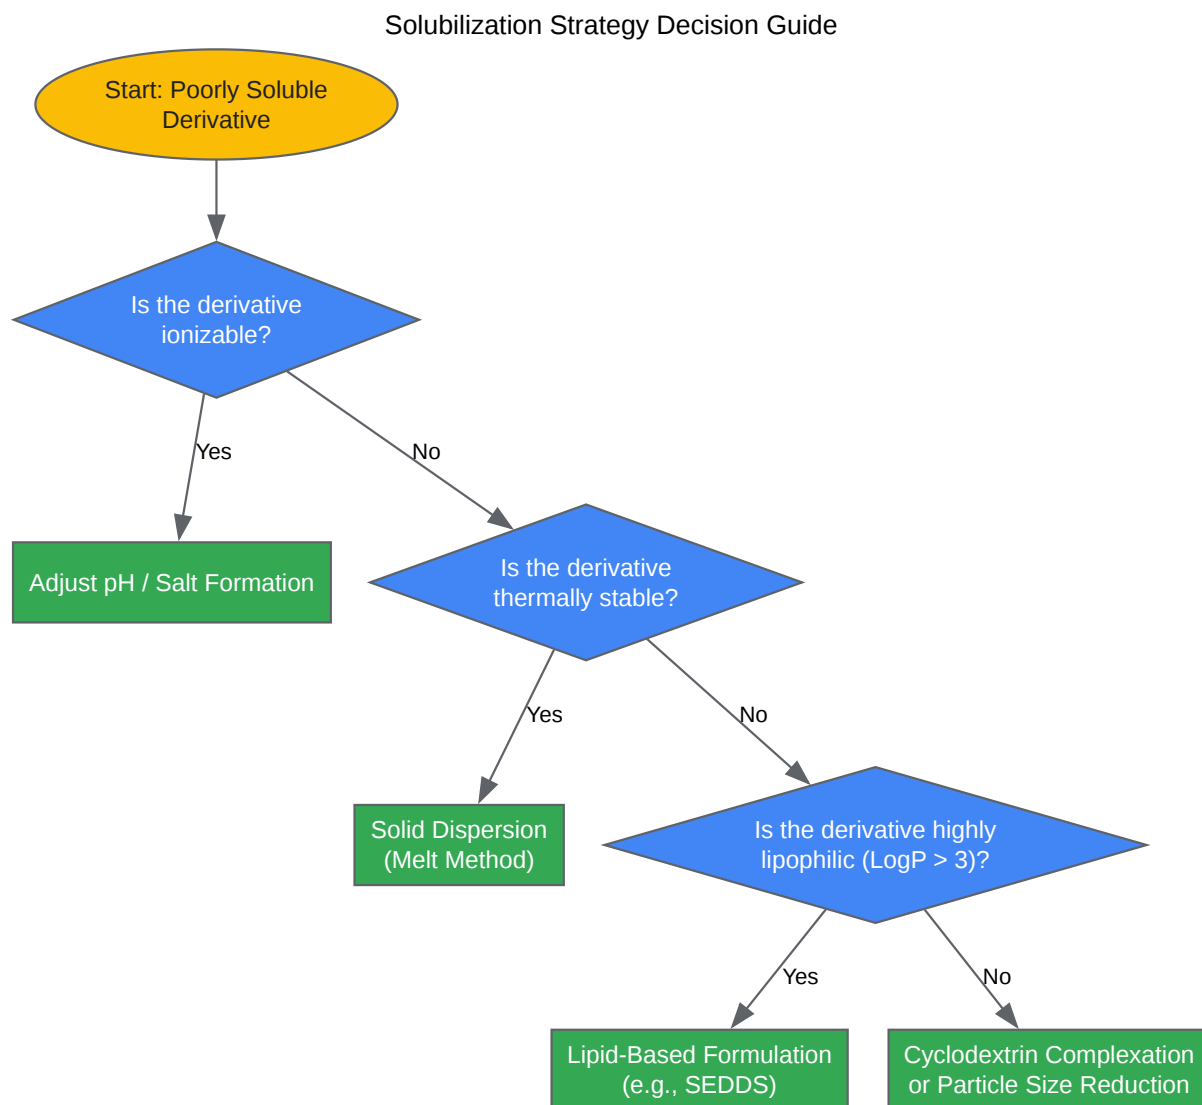 Solubilization Strategy Decision Guide
Start: Poorly Soluble
Derivative
Is the derivative
ionizable?
Yes
No
Adjust pH / Salt Formation
Is the derivative
thermally stable?
Yes
No
Solid Dispersion
(Melt Method)
Is the derivative highly
lipophilic (LogP > 3)?
Yes
No
Lipid-Based Formulation
(e.g., SEDDS)
Cyclodextrin Complexation
or Particle Size Reduction